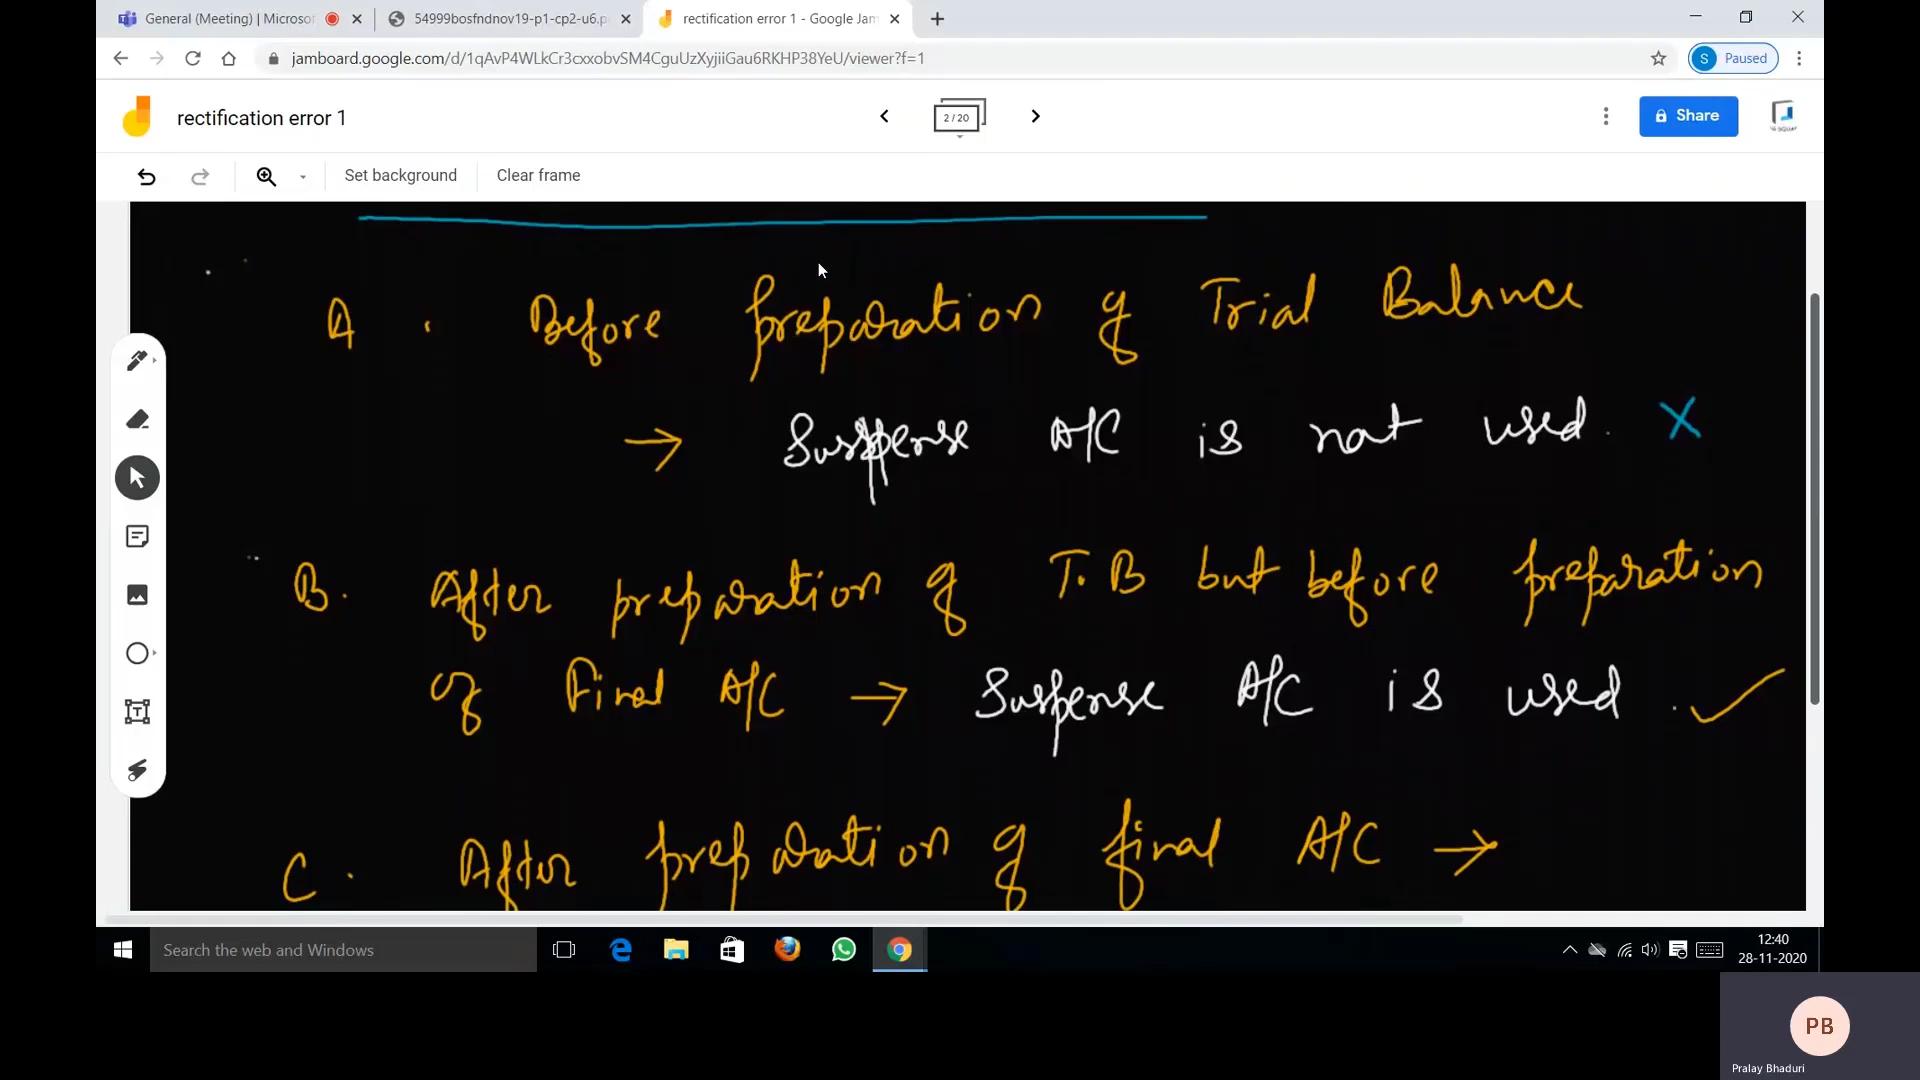 General (Meeting) | Microso
54999bosfndnov19-p1-cp2-u6.p
rectification error 1 - Google Jam
jamboard.google.com/d/1qAvP4WLkCr3cxxobvSM4CguUzXyjiiGau6RKHP38YeU/viewer?f=1
S Paused
rectification error 1
2 / 20
Share
Set background
Clear frame
A. Before preparation of Trial Balance
→ Suspense A/C is not used. X
B. After preparation of T.B but before preparation
of Final A/C → Suspense A/C is used. ✓
C. After preparation of final A/C →
Search the web and Windows
12:40
28-11-2020
PB
Pralay Bhaduri